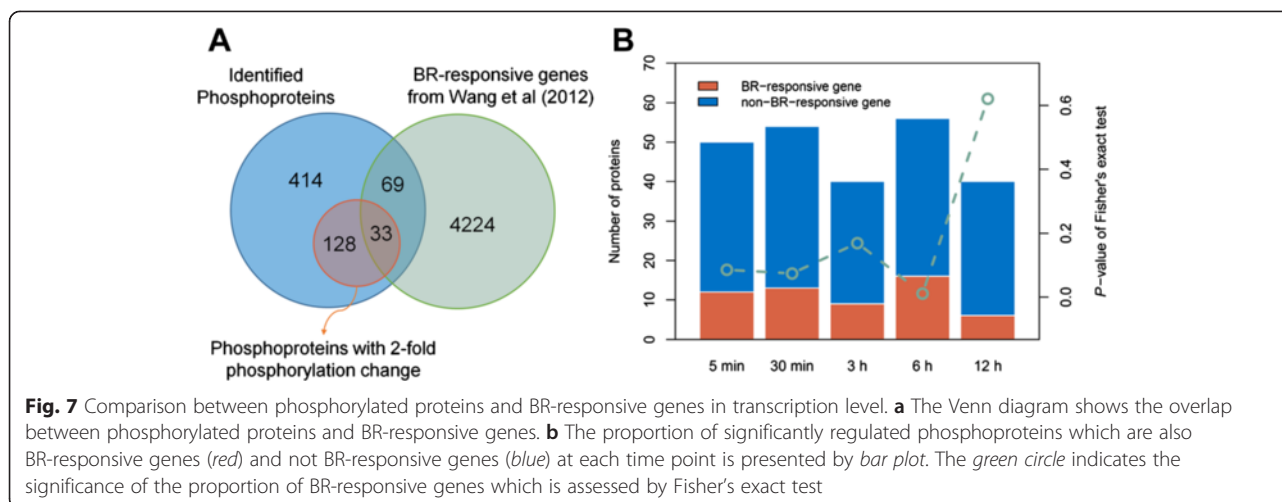 A
Identified
Phosphoproteins
BR-responsive genes
from Wang et al (2012)
414
69
128
33
4224
Phosphoproteins with 2-fold
phosphorylation change
B
BR-responsive gene
non-BR-responsive gene
Number of proteins
0
10
20
30
40
50
60
70
5 min
30 min
3 h
6 h
12 h
P-value of Fisher's exact test
0.0
0.2
0.4
0.6
Fig. 7 Comparison between phosphorylated proteins and BR-responsive genes in transcription level. a The Venn diagram shows the overlap
between phosphorylated proteins and BR-responsive genes. b The proportion of significantly regulated phosphoproteins which are also
BR-responsive genes (red) and not BR-responsive genes (blue) at each time point is presented by bar plot. The green circle indicates the
significance of the proportion of BR-responsive genes which is assessed by Fisher's exact test